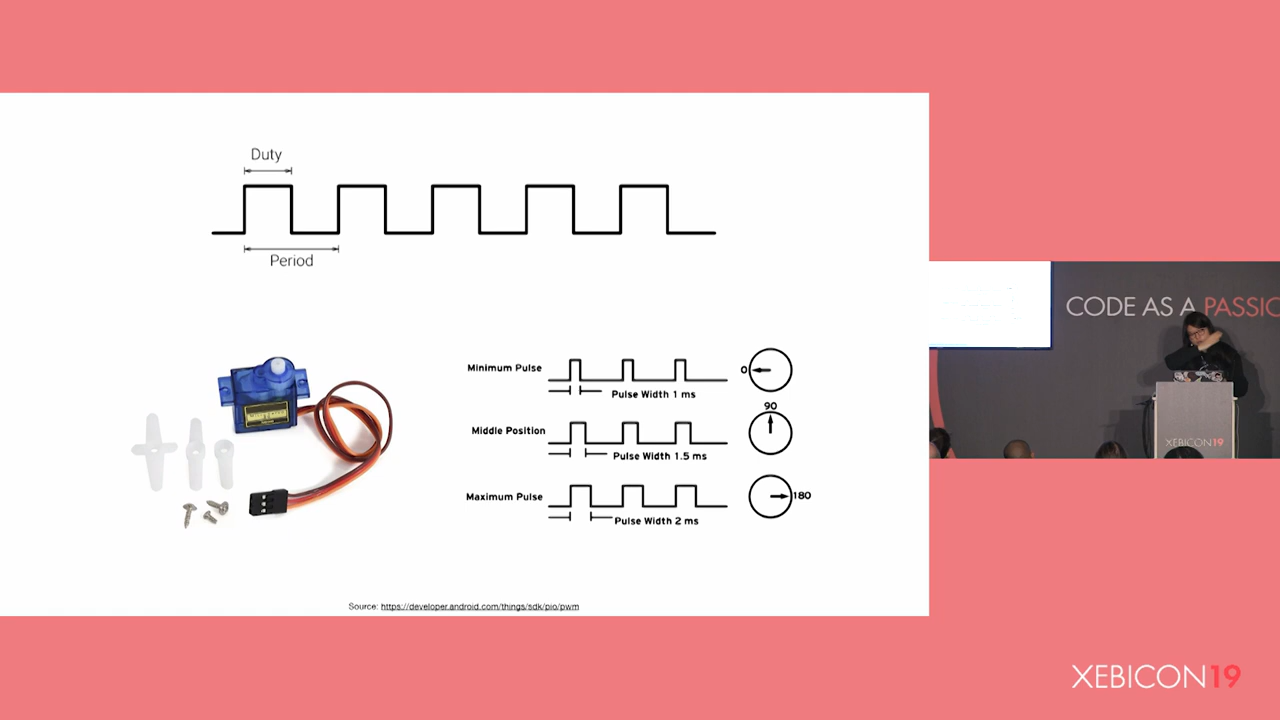 Duty
Period
Minimum Pulse
Pulse Width 1 ms
0
Middle Position
Pulse Width 1.5 ms
90
Maximum Pulse
Pulse Width 2 ms
180
Source: https://developer.android.com/things/sdk/pio/pwm
CODE AS A PASSIO
XEBICON19
XEBICON19